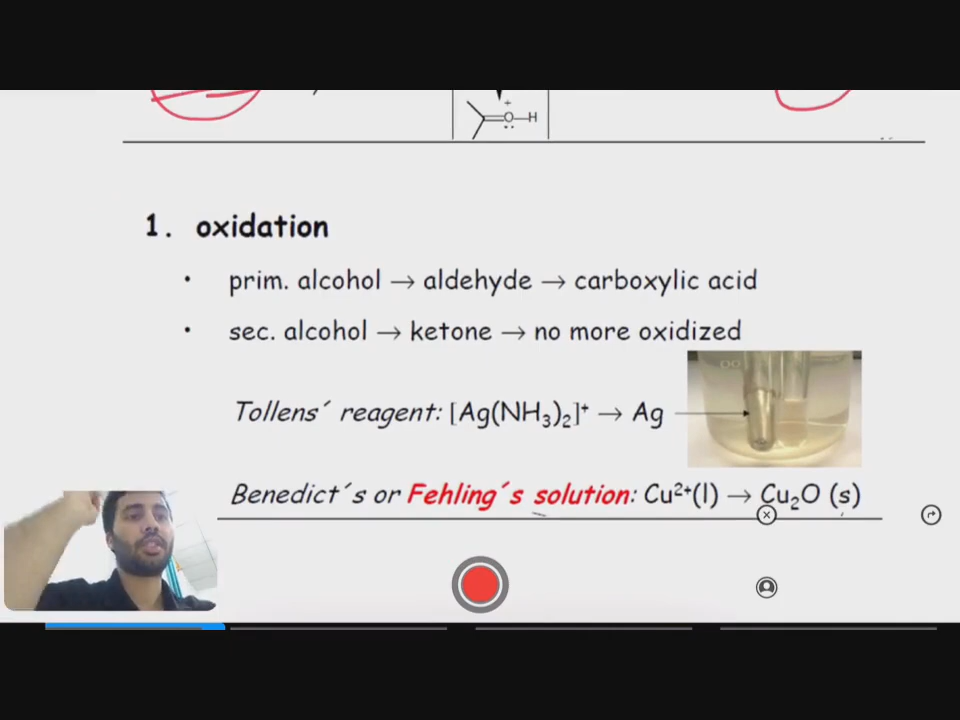 O—H
1. oxidation
• prim. alcohol → aldehyde → carboxylic acid
• sec. alcohol → ketone → no more oxidized
Tollens´ reagent: [Ag(NH₃)₂]⁺ → Ag
Benedict´s or Fehling´s solution: Cu²⁺(l) → Cu₂O (s)